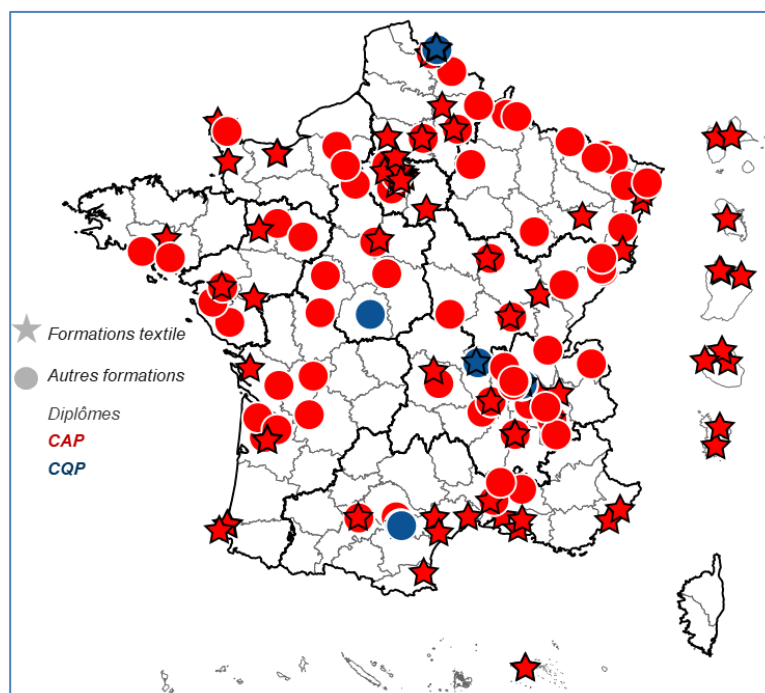 Formations textile
Autres formations
Diplômes
CAP
CQP